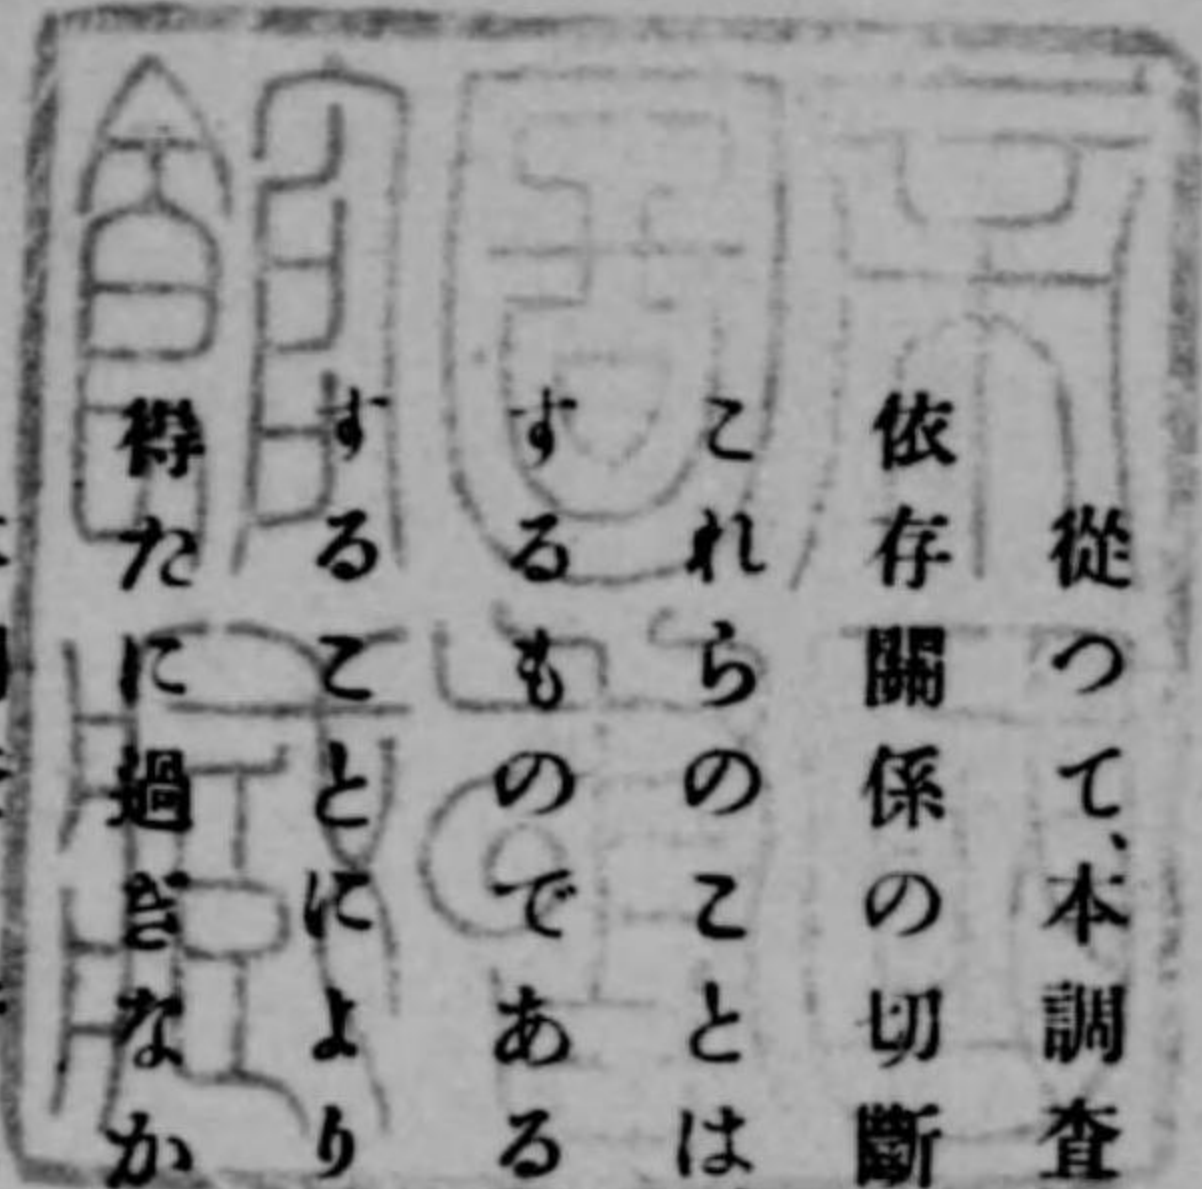 從つて、本調査
依存關係の切斷
これらのことは
するものである
することにより
得たに過ぎなか